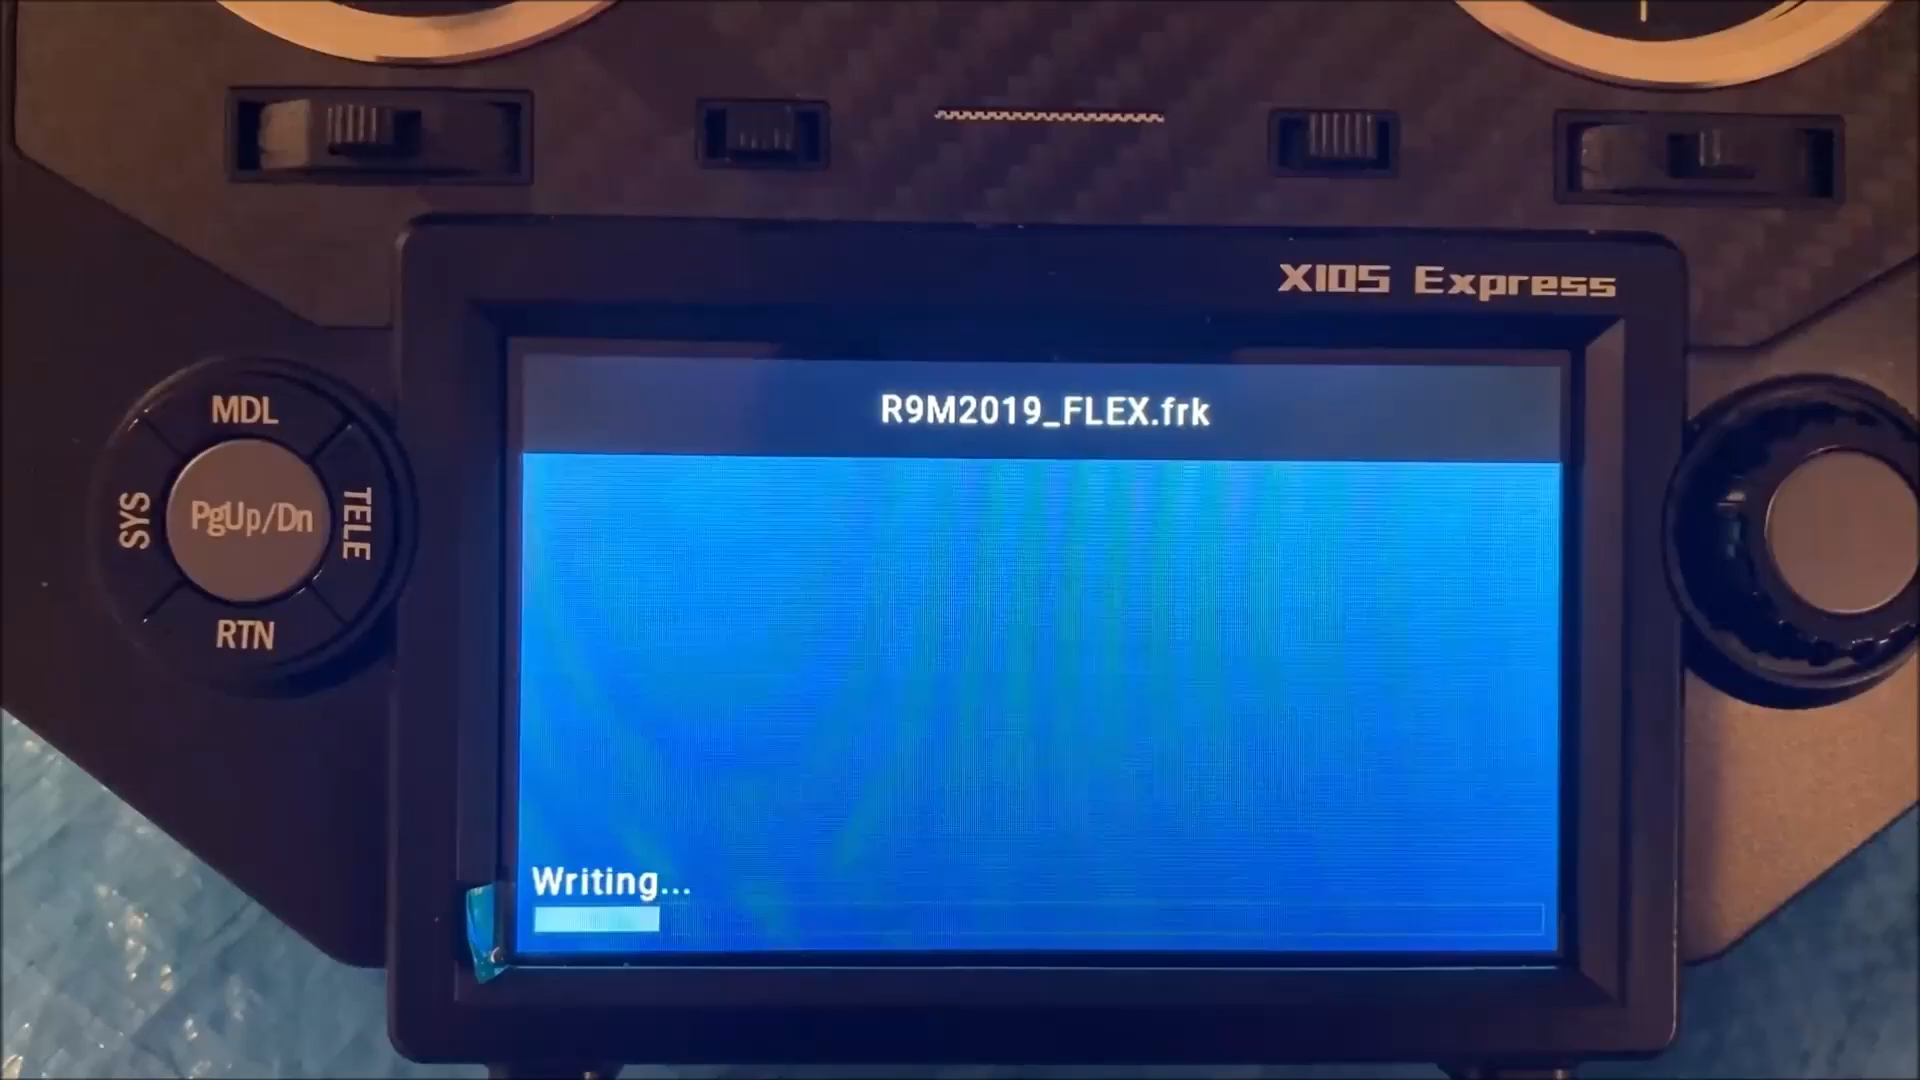 X10S Express
R9M2019_FLEX.frk
MDL
SYS
PgUp/Dn
TELE
RTN
Writing...